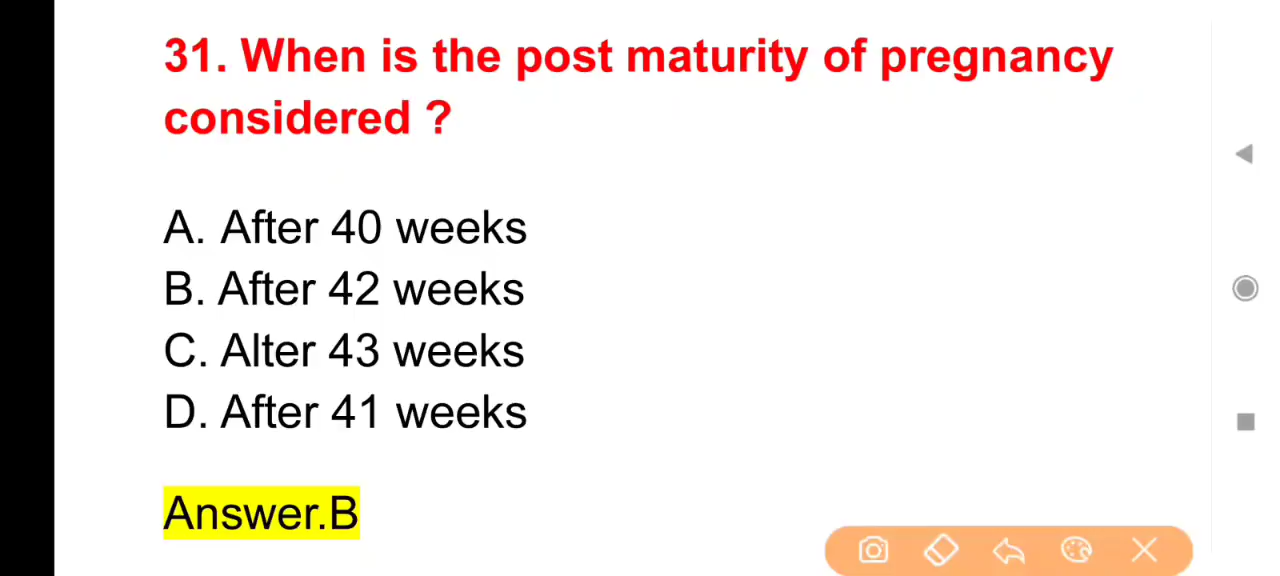 31. When is the post maturity of pregnancy
considered ?
A. After 40 weeks
B. After 42 weeks
C. Alter 43 weeks
D. After 41 weeks
Answer.B